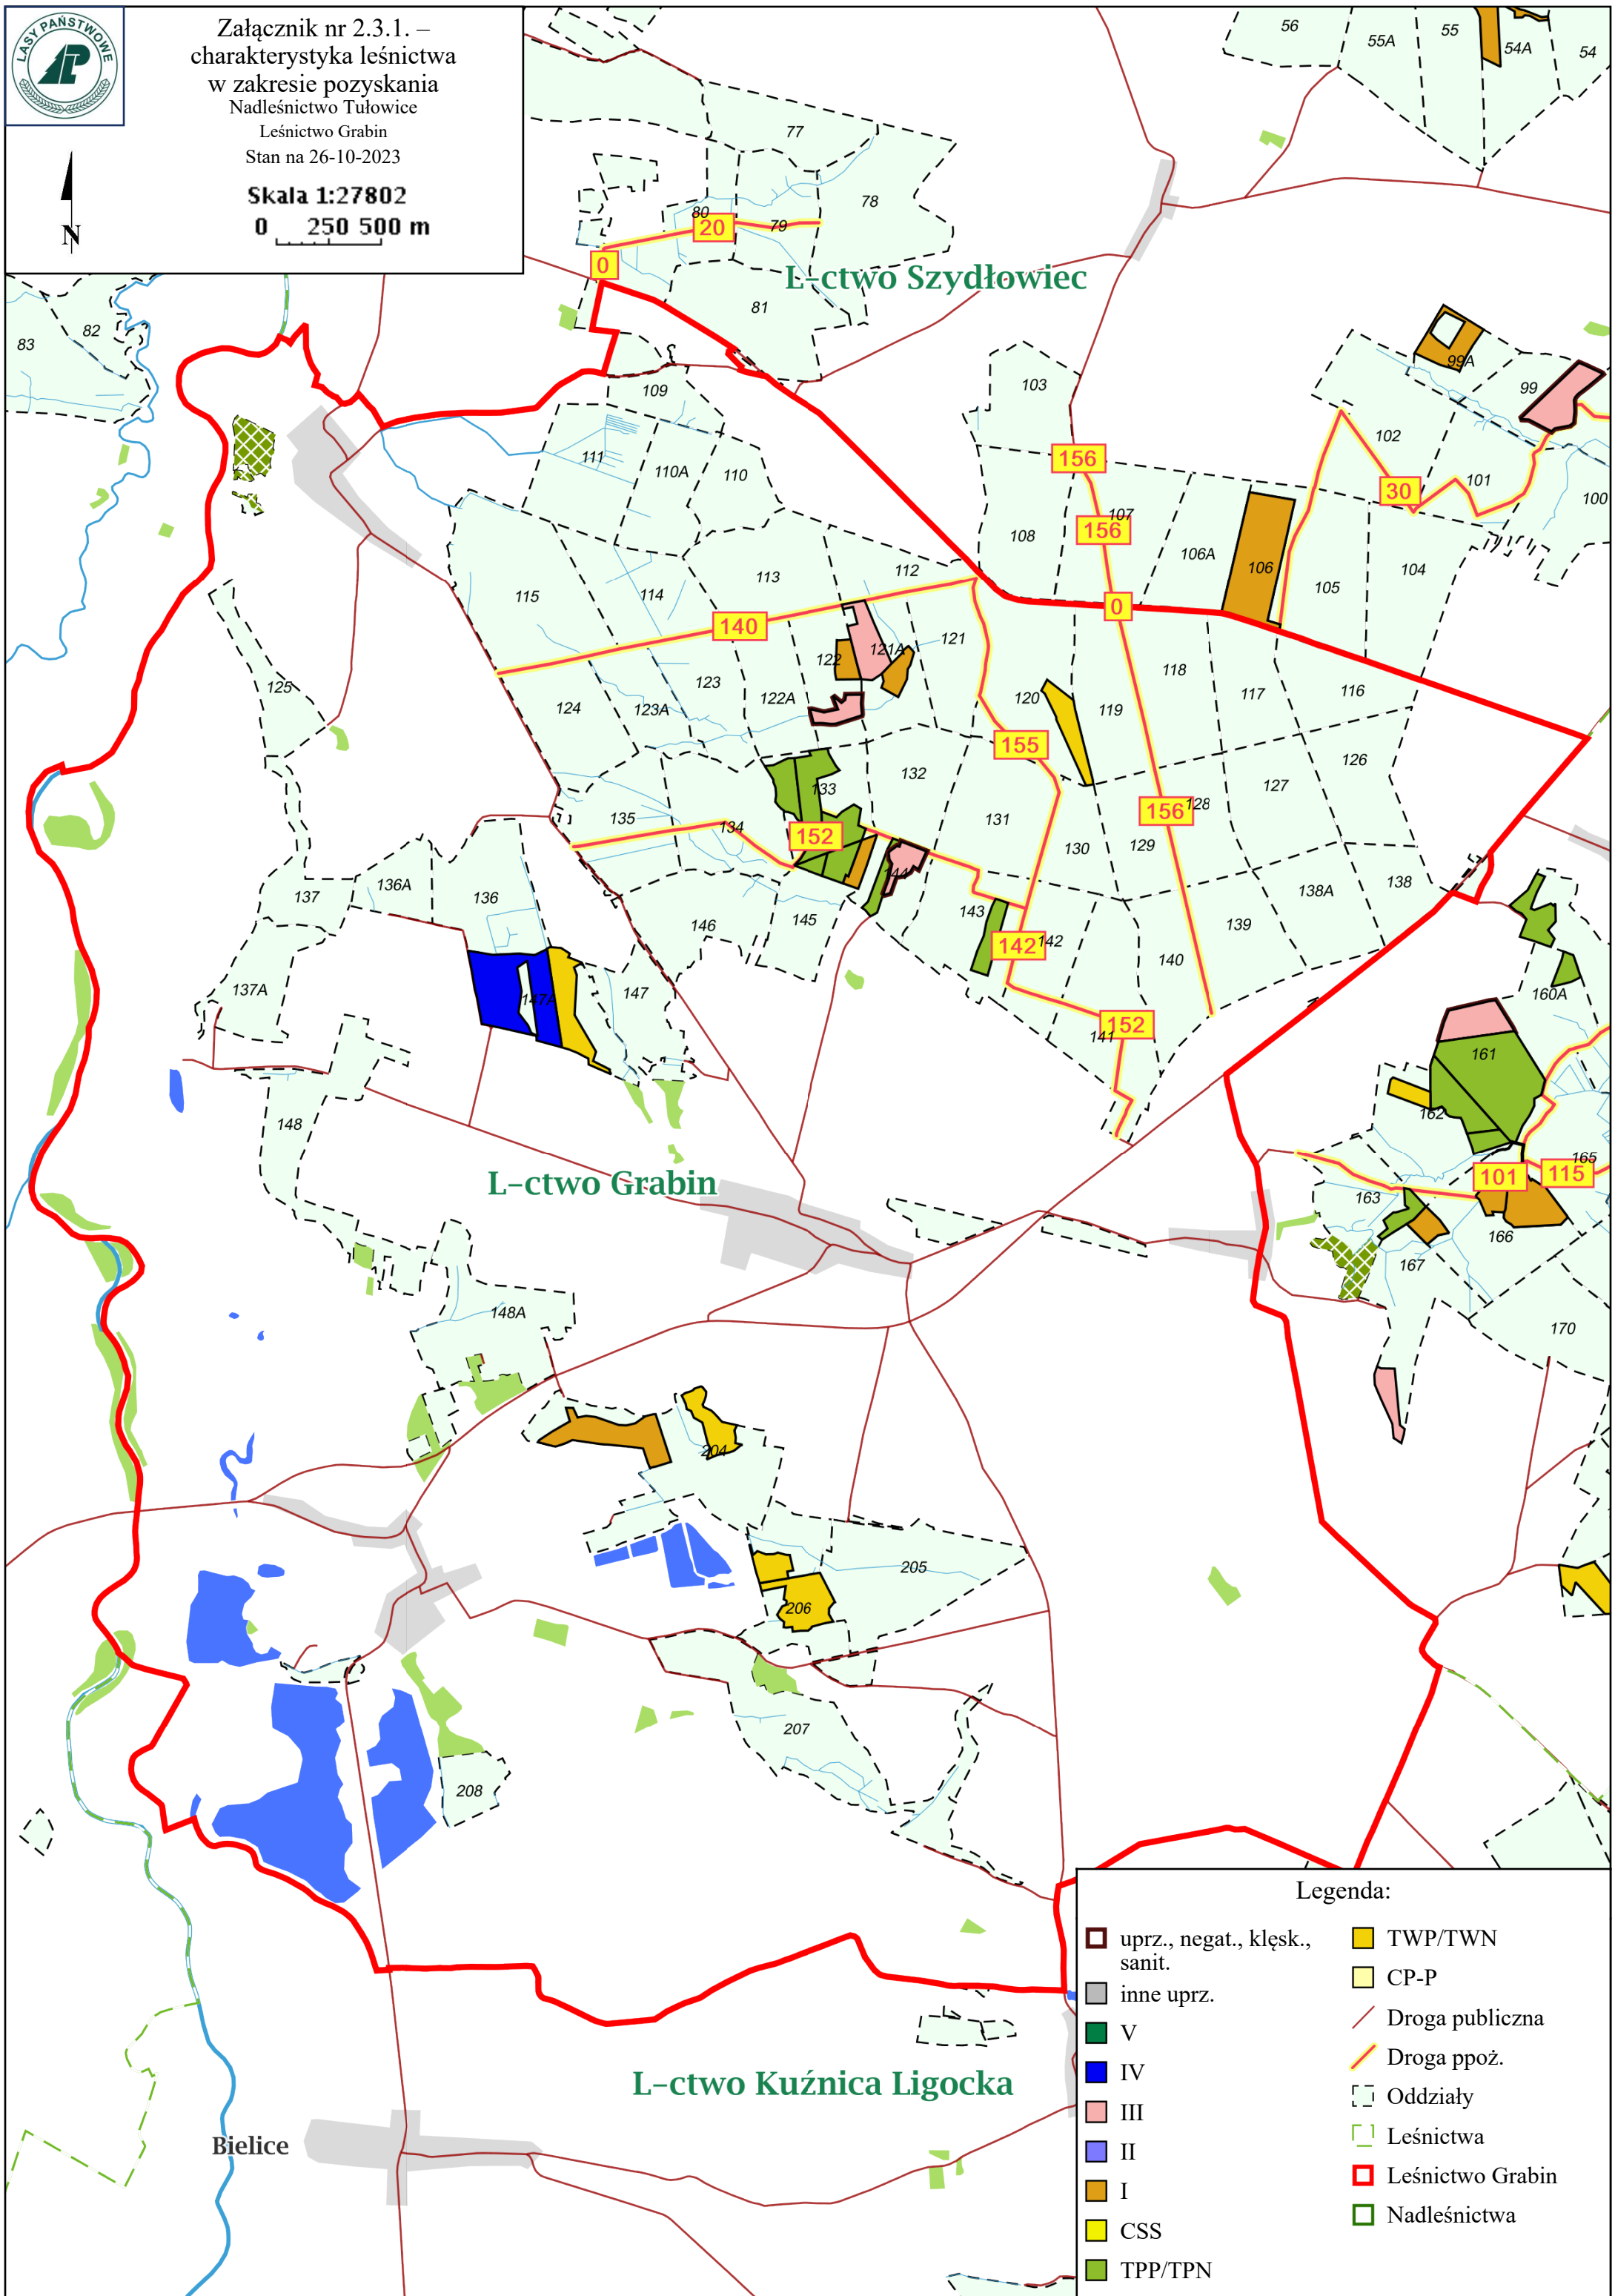 LASY PAŃSTWOWE
Załącznik nr 2.3.1. –
charakterystyka leśnictwa
w zakresie pozyskania
Nadleśnictwo Tułowice
Leśnictwo Grabin
Stan na 26-10-2023
Skala 1:27802
0 250 500 m
N
56
55A
55
54A
54
77
78
80
79
20
0
81
L-ctwo Szydłowiec
83
82
109
111
110A
110
103
99A
99
102
101
100
30
156
156
107
108
106A
106
105
104
0
115
114
113
112
140
121
121A
122
122A
123
123A
124
125
120
119
118
117
116
155
126
127
128
156
129
130
131
132
133
134
135
152
144
136A
136
137
137A
143
142
142
138A
138
139
140
145
146
147
147A
141
152
148
160A
161
162
163
101
115
165
166
167
170
L-ctwo Grabin
148A
204
205
206
207
208
L-ctwo Kuźnica Ligocka
Bielice
Legenda:
uprz., negat., klęsk.,
sanit.
inne uprz.
V
IV
III
II
I
CSS
TPP/TPN
TWP/TWN
CP-P
Droga publiczna
Droga ppoż.
Oddziały
Leśnictwa
Leśnictwo Grabin
Nadleśnictwa